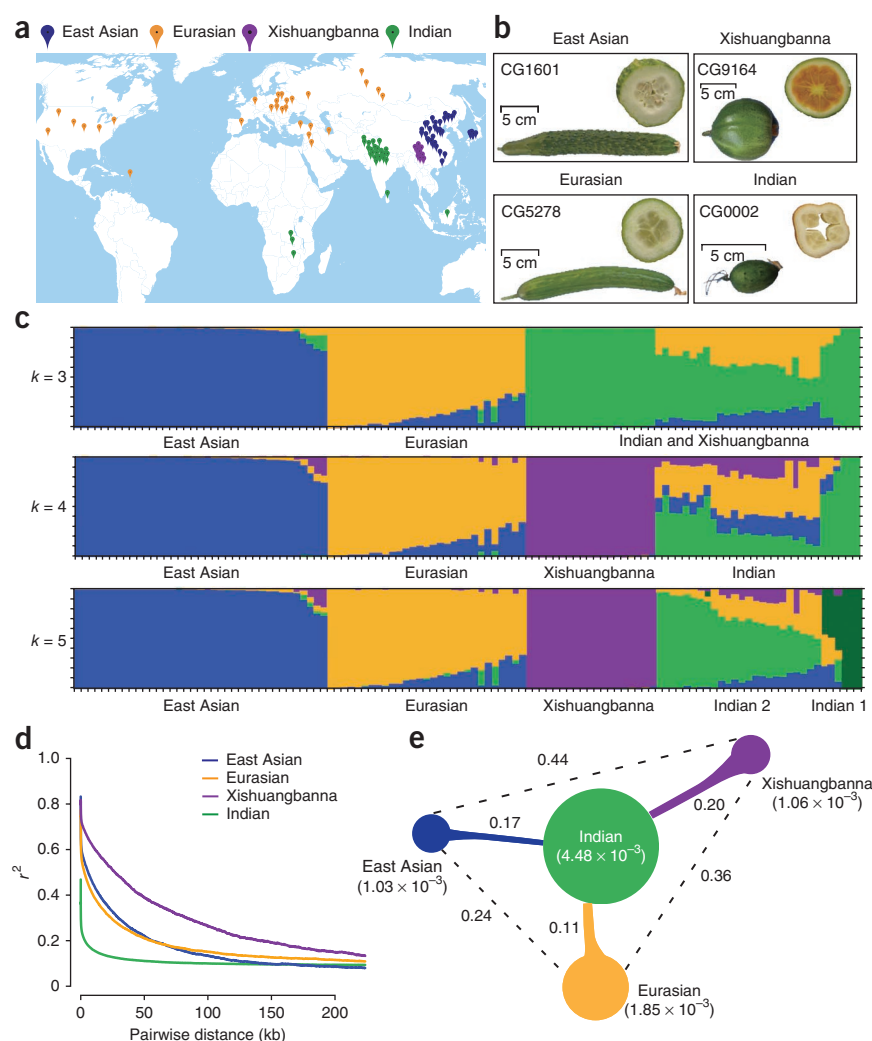 a East Asian Eurasian Xishuangbanna Indian
b
East Asian Xishuangbanna
CG1601
5 cm
CG9164
5 cm
Eurasian Indian
CG5278
5 cm
CG0002
5 cm
c
k = 3
East Asian Eurasian Indian and Xishuangbanna
k = 4
East Asian Eurasian Xishuangbanna Indian
k = 5
East Asian Eurasian Xishuangbanna Indian 2 Indian 1
d
1.0
0.8
0.6
0.4
0.2
0
r²
East Asian
Eurasian
Xishuangbanna
Indian
0 50 100 150 200
Pairwise distance (kb)
e
0.44
Xishuangbanna
(1.06 × 10⁻³)
0.20
0.17
Indian
(4.48 × 10⁻³)
East Asian
(1.03 × 10⁻³)
0.36
0.24
0.11
Eurasian
(1.85 × 10⁻³)